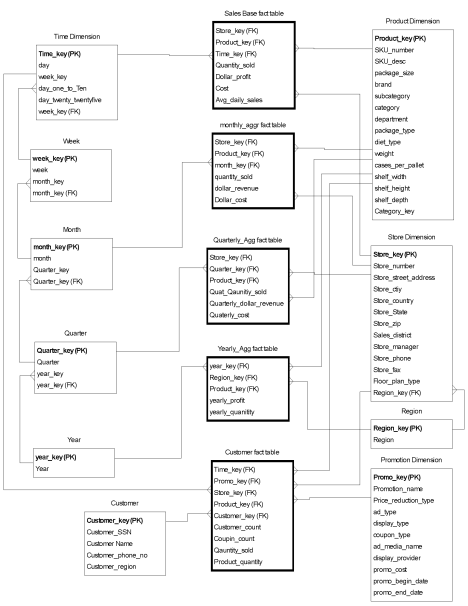 Sales Base fact table
Store_key (FK)
Product_key (FK)
Time_key (FK)
Quantity_sold
Dollar_profit
Cost
Avg_daily_sales
Product Dimension
Product_key (PK)
SKU_number
SKU_desc
package_size
brand
subcategory
category
department
package_type
diet_type
weight
cases_per_pallet
shelf_wdth
shelf_height
shelf_depth
Category_key
Time Dimension
Time_key (PK)
day
week_key
day_one_to_Ten
day_twenty_twentyfive
week_key (FK)
monthly_aggr fact table
Store_key (FK)
Product_key (FK)
month_key (FK)
quantity_sold
dollar_revenue
Dollar_cost
Week
week_key (PK)
week
month_key
month_key (FK)
Month
month_key (PK)
month
Quarter_key
Quarter_key (FK)
Quarterly_Agg fact table
Store_key (FK)
Quarter_key (FK)
Product_key (FK)
Quat_Qauniity_sold
Quarterly_dollar_revenue
Quaterly_cost
Store Dimension
Store_key (PK)
Store_number
Store_street_address
Store_ctiy
Store_country
Store_State
Store_zip
Sales_district
Store_manager
Store_phone
Store_fax
Floor_plan_type
Region_key (FK)
Quarter
Quarter_key (PK)
Quarter
year_key
year_key (FK)
Yearly_Agg fact table
year_key (FK)
Region_key (FK)
Product_key (FK)
yearly_profit
yearly_quanitity
Region
Region_key (PK)
Region
Year
year_key (PK)
Year
Customer fact table
Time_key (FK)
Promo_key (FK)
Store_key (FK)
Product_key (FK)
Customer_key (FK)
Customer_count
Coupin_count
Qauntity_sold
Product_quantity
Promotion Dimension
Promo_key (PK)
Promotion_name
Price_reduction_type
ad_type
display_type
coupon_type
ad_media_name
display_provider
promo_cost
promo_begin_date
promo_end_date
Customer
Customer_key (PK)
Customer_SSN
Customer Name
Customer_phone_no
Customer_region